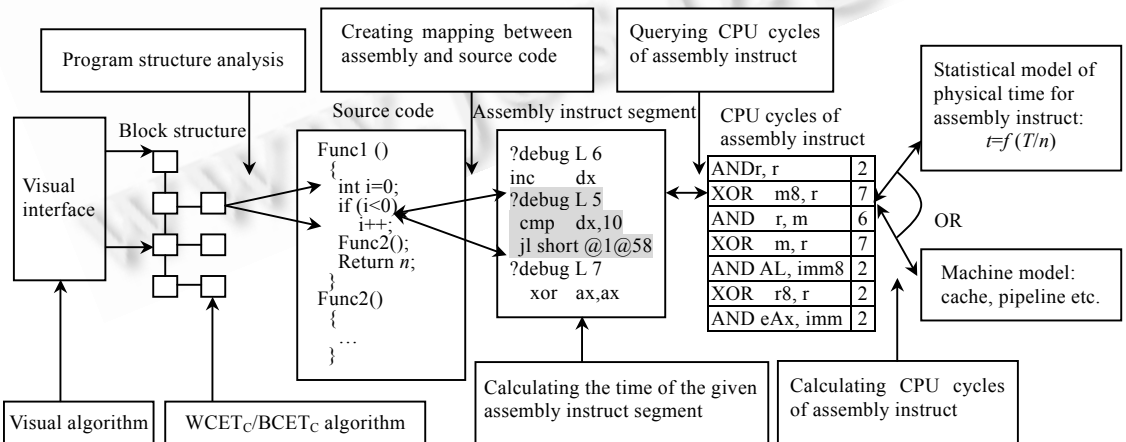 Program structure analysis
Creating mapping between
assembly and source code
Querying CPU cycles
of assembly instruct
Statistical model of
physical time for
assembly instruct:
t=f (T/n)
Visual
interface
Block structure
Source code
Func1 ()
{
int i=0;
if (i<0)
i++;
Func2();
Return n;
}
Func2()
{
…
}
Assembly instruct segment
?debug L 6
inc dx
?debug L 5
cmp dx,10
jl short @1@58
?debug L 7
xor ax,ax
CPU cycles of
assembly instruct
ANDr, r 2
XOR m8, r 7
AND r, m 6
XOR m, r 7
AND AL, imm8 2
XOR r8, r 2
AND eAx, imm 2
OR
Machine model:
cache, pipeline etc.
Visual algorithm
WCETC/BCETC algorithm
Calculating the time of the given
assembly instruct segment
Calculating CPU cycles
of assembly instruct